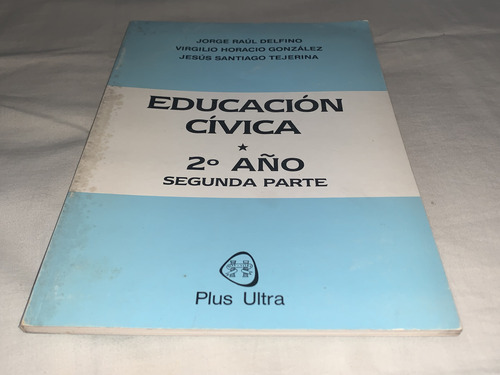 JORGE RAÚL DELFINO
VIRGILIO HORACIO GONZÁLEZ
JESÚS SANTIAGO TEJERINA
EDUCACIÓN
CÍVICA
★
2º AÑO
SEGUNDA PARTE
Plus Ultra